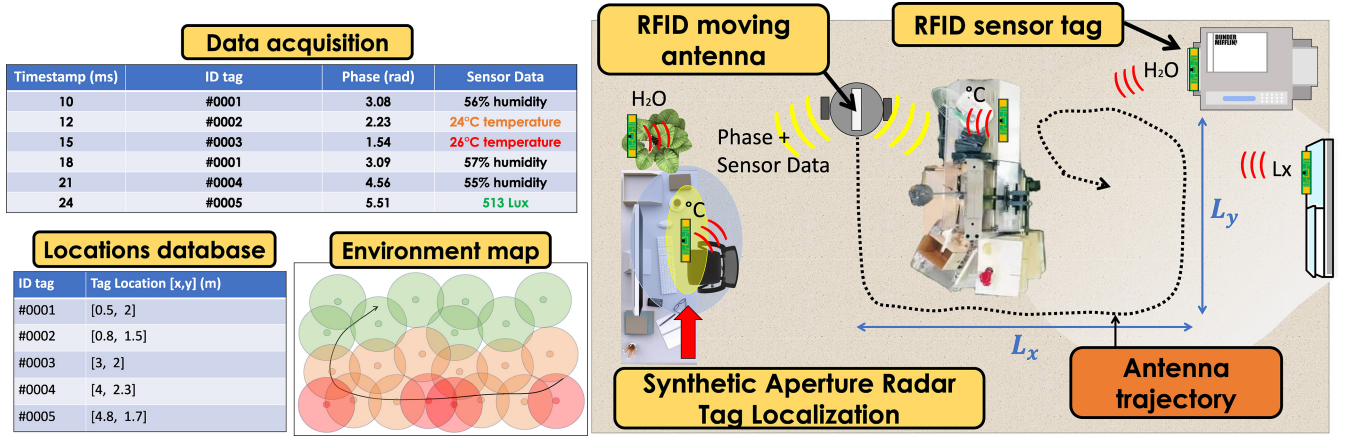 Data acquisition
Timestamp (ms) ID tag Phase (rad) Sensor Data
10 #0001 3.08 56% humidity
12 #0002 2.23 24°C temperature
15 #0003 1.54 26°C temperature
18 #0001 3.09 57% humidity
21 #0004 4.56 55% humidity
24 #0005 5.51 513 Lux
Locations database
ID tag Tag Location [x,y] (m)
#0001 [0.5, 2]
#0002 [0.8, 1.5]
#0003 [3, 2]
#0004 [4, 2.3]
#0005 [4.8, 1.7]
Environment map
RFID moving
antenna
RFID sensor tag
DUNDER
MIFFLIN
H₂O
H₂O
°C
Phase +
Sensor Data
Lx
°C
Ly
Lx
Synthetic Aperture Radar
Tag Localization
Antenna
trajectory